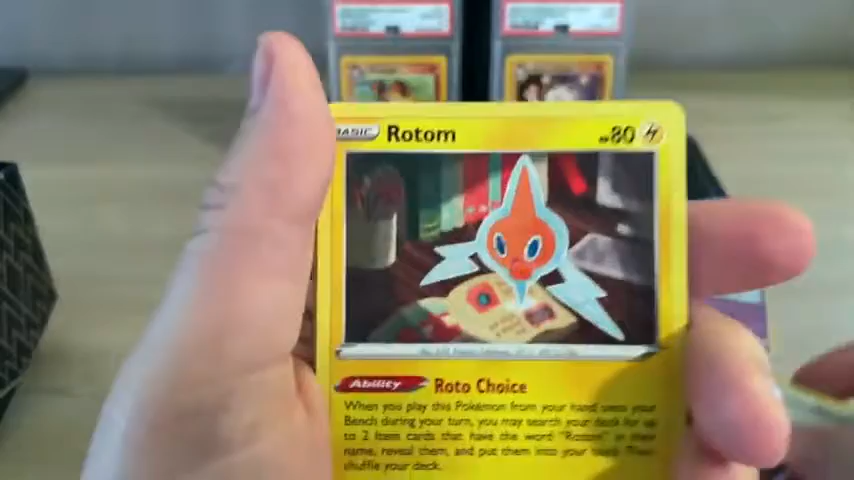 BASIC Rotom HP80
Ability Roto Choice
When you play this Pokémon from your hand onto your
Bench during your turn, you may search your deck for up
to 2 Item cards that have the word "Rotom" in their
name, reveal them, and put them into your hand. Then,
shuffle your deck.